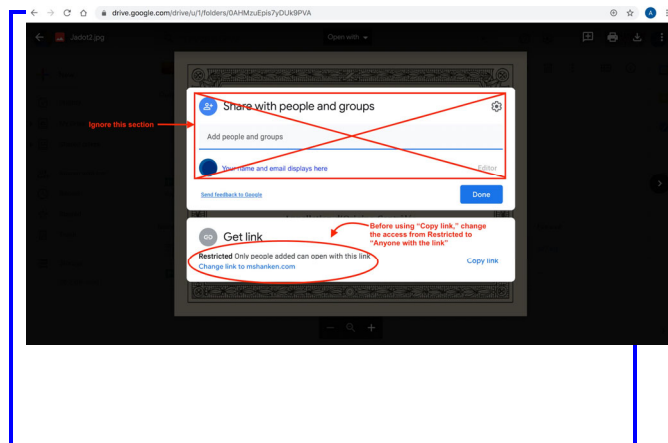 drive.google.com/drive/u/1/folders/0AHMzuEpis7yDUk9PVA
A
Jadot2.jpg
Open with
Share with people and groups
Ignore this section
Add people and groups
Your name and email displays here
Editor
Send feedback to Google
Done
Before using “Copy link,” change
the access from Restricted to
“Anyone with the link”
Get link
Restricted Only people added can open with this link
Change link to mshanken.com
Copy link